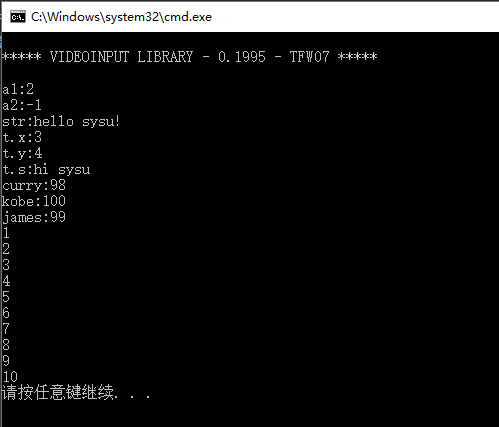 C:\Windows\system32\cmd.exe
***** VIDEOINPUT LIBRARY - 0.1995 - TFW07 *****
a1:2
a2:-1
str:hello sysu!
t.x:3
t.y:4
t.s:hi sysu
curry:98
kobe:100
james:99
1
2
3
4
5
6
7
8
9
10
请按任意键继续. . .